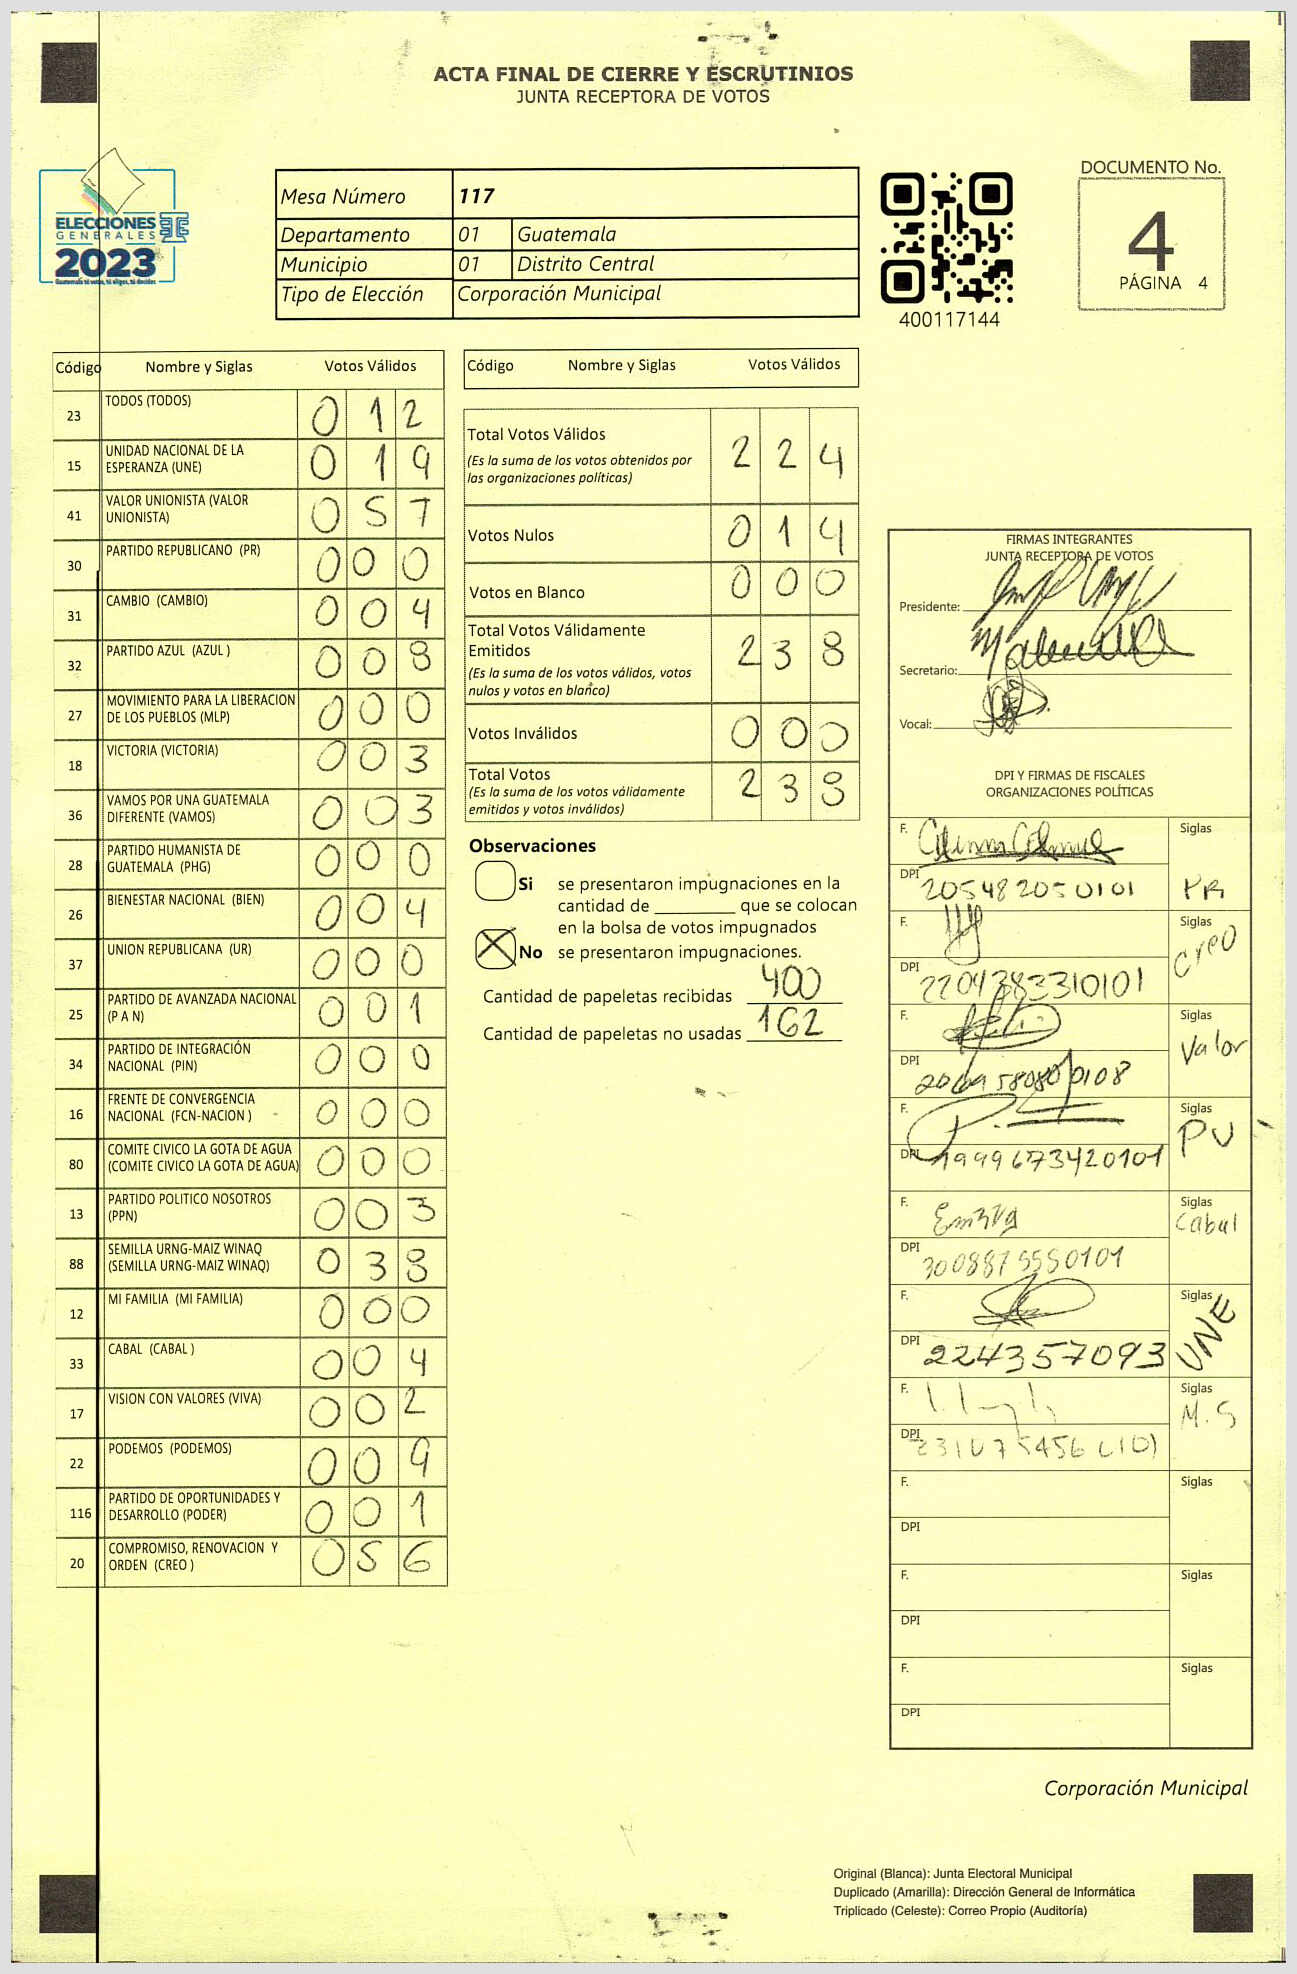 ACTA FINAL DE CIERRE Y ESCRUTINIOS
JUNTA RECEPTORA DE VOTOS
ELECCIONES
GENERALES
2023
Guatemala tú votas, tú eliges, tú decides
Mesa Número 117
Departamento 01 Guatemala
Municipio 01 Distrito Central
Tipo de Elección Corporación Municipal
400117144
DOCUMENTO No.
4
PÁGINA 4
Código Nombre y Siglas Votos Válidos
23 TODOS (TODOS) 0 1 2
15 UNIDAD NACIONAL DE LA ESPERANZA (UNE) 0 1 9
41 VALOR UNIONISTA (VALOR UNIONISTA) 0 5 7
30 PARTIDO REPUBLICANO (PR) 0 0 0
31 CAMBIO (CAMBIO) 0 0 4
32 PARTIDO AZUL (AZUL ) 0 0 8
27 MOVIMIENTO PARA LA LIBERACION DE LOS PUEBLOS (MLP) 0 0 0
18 VICTORIA (VICTORIA) 0 0 3
36 VAMOS POR UNA GUATEMALA DIFERENTE (VAMOS) 0 0 3
28 PARTIDO HUMANISTA DE GUATEMALA (PHG) 0 0 0
26 BIENESTAR NACIONAL (BIEN) 0 0 4
37 UNION REPUBLICANA (UR) 0 0 0
25 PARTIDO DE AVANZADA NACIONAL (P A N) 0 0 1
34 PARTIDO DE INTEGRACIÓN NACIONAL (PIN) 0 0 0
16 FRENTE DE CONVERGENCIA NACIONAL (FCN-NACION ) 0 0 0
80 COMITE CIVICO LA GOTA DE AGUA (COMITE CIVICO LA GOTA DE AGUA) 0 0 0
13 PARTIDO POLITICO NOSOTROS (PPN) 0 0 3
88 SEMILLA URNG-MAIZ WINAQ (SEMILLA URNG-MAIZ WINAQ) 0 3 8
12 MI FAMILIA (MI FAMILIA) 0 0 0
33 CABAL (CABAL ) 0 0 4
17 VISION CON VALORES (VIVA) 0 0 2
22 PODEMOS (PODEMOS) 0 0 9
116 PARTIDO DE OPORTUNIDADES Y DESARROLLO (PODER) 0 0 1
20 COMPROMISO, RENOVACION Y ORDEN (CREO ) 0 5 6
Código Nombre y Siglas Votos Válidos
Total Votos Válidos 2 2 4
(Es la suma de los votos obtenidos por
las organizaciones políticas)
Votos Nulos 0 1 4
Votos en Blanco 0 0 0
Total Votos Válidamente
Emitidos 2 3 8
(Es la suma de los votos válidos, votos
nulos y votos en blanco)
Votos Inválidos 0 0 0
Total Votos 2 3 8
(Es la suma de los votos válidamente
emitidos y votos inválidos)
Observaciones
Si se presentaron impugnaciones en la
cantidad de ________ que se colocan
en la bolsa de votos impugnados
No se presentaron impugnaciones.
Cantidad de papeletas recibidas 400
Cantidad de papeletas no usadas 162
FIRMAS INTEGRANTES
JUNTA RECEPTORA DE VOTOS
Presidente:
Secretario:
Vocal:
DPI Y FIRMAS DE FISCALES
ORGANIZACIONES POLÍTICAS
F. Siglas
DPI 205482050101 PR
F. Siglas
DPI 2204383310101 Creo
F. Siglas
DPI Valor
F. Siglas
DPI 1999673420101 PU
F. Siglas
DPI Cabal
F. Siglas
DPI 224357093 UNE
F. Siglas
DPI M.S
F. Siglas
DPI
F. Siglas
DPI
F. Siglas
DPI
Corporación Municipal
Original (Blanca): Junta Electoral Municipal
Duplicado (Amarilla): Dirección General de Informática
Triplicado (Celeste): Correo Propio (Auditoría)